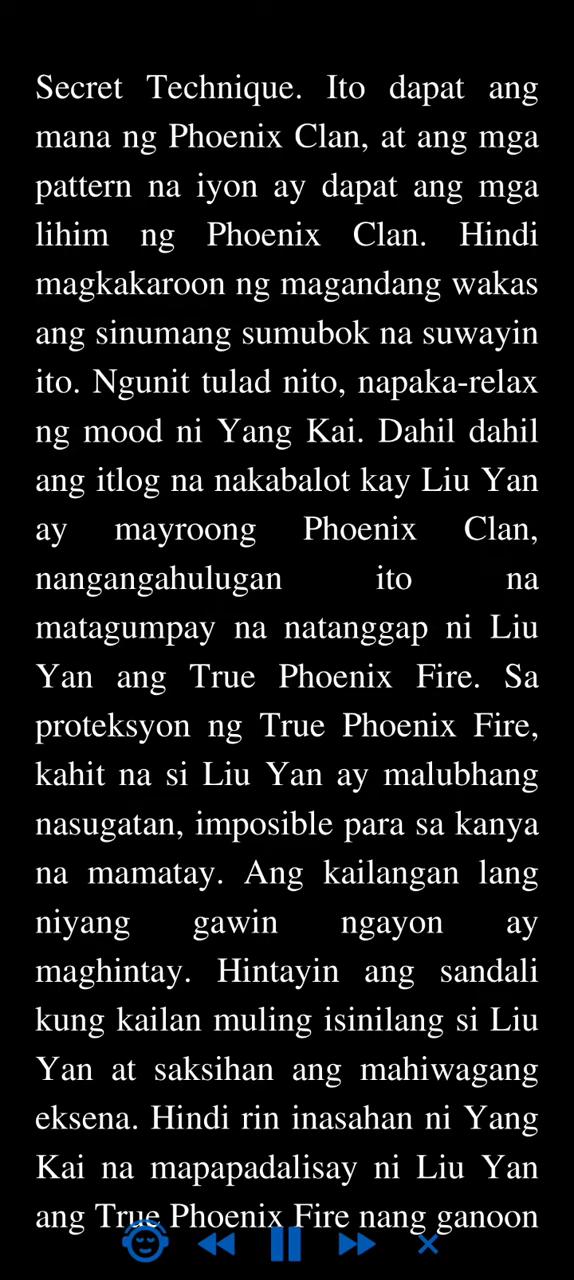 Secret Technique. Ito dapat ang
mana ng Phoenix Clan, at ang mga
pattern na iyon ay dapat ang mga
lihim ng Phoenix Clan. Hindi
magkakaroon ng magandang wakas
ang sinumang sumubok na suwayin
ito. Ngunit tulad nito, napaka-relax
ng mood ni Yang Kai. Dahil dahil
ang itlog na nakabalot kay Liu Yan
ay mayroong Phoenix Clan,
nangangahulugan ito na
matagumpay na natanggap ni Liu
Yan ang True Phoenix Fire. Sa
proteksyon ng True Phoenix Fire,
kahit na si Liu Yan ay malubhang
nasugatan, imposible para sa kanya
na mamatay. Ang kailangan lang
niyang gawin ngayon ay
maghintay. Hintayin ang sandali
kung kailan muling isinilang si Liu
Yan at saksihan ang mahiwagang
eksena. Hindi rin inasahan ni Yang
Kai na mapapadalisay ni Liu Yan
ang True Phoenix Fire nang ganoon